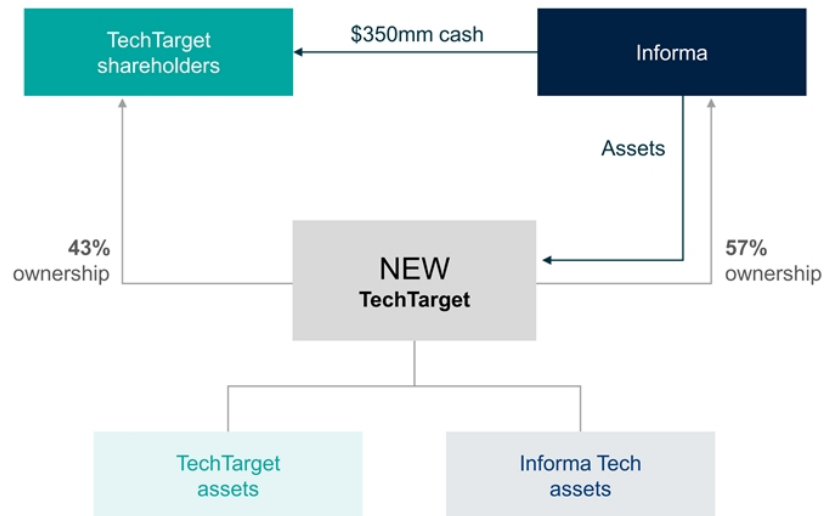 TechTarget
shareholders
$350mm cash
Informa
Assets
43%
ownership
NEW
TechTarget
57%
ownership
TechTarget
assets
Informa Tech
assets